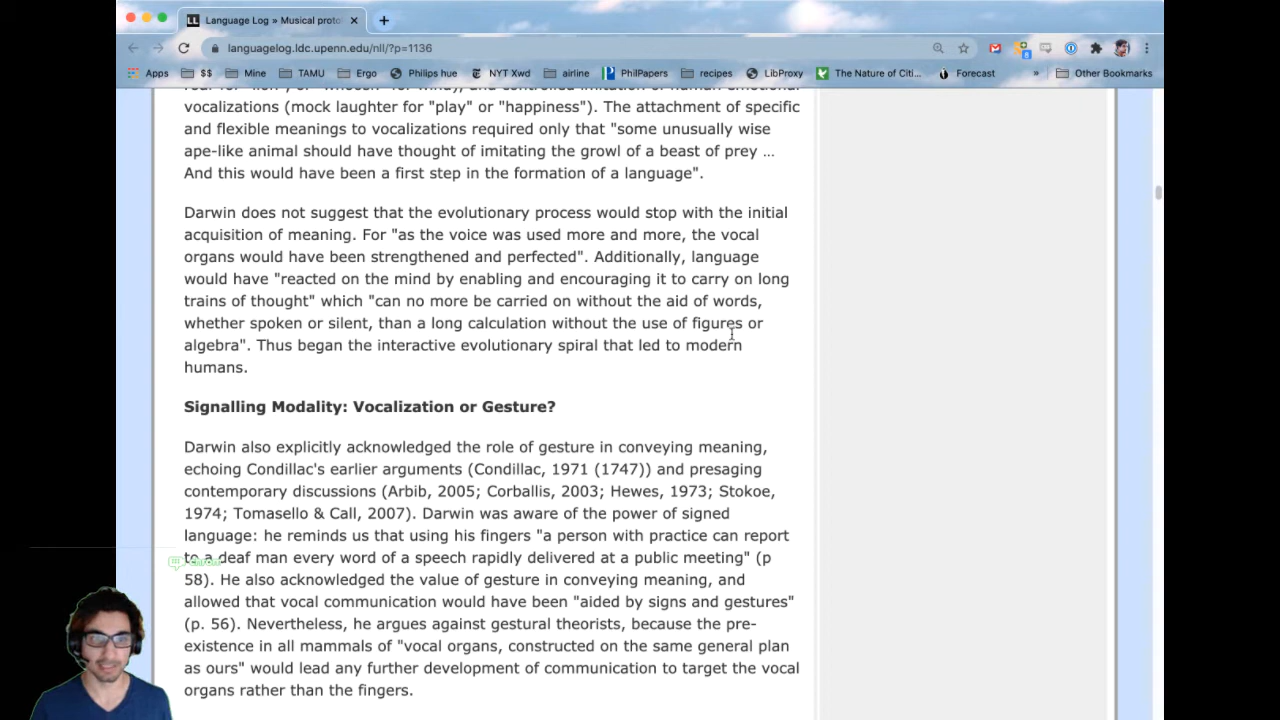 LL
Language Log » Musical proto
languagelog.ldc.upenn.edu/nll/?p=1136
8
Apps
$$
Mine
TAMU
Ergo
Philips hue
NYT Xwd
airline
PhilPapers
recipes
LibProxy
The Nature of Citi...
Forecast
»
Other Bookmarks
vocalizations (mock laughter for "play" or "happiness"). The attachment of specific
and flexible meanings to vocalizations required only that "some unusually wise
ape-like animal should have thought of imitating the growl of a beast of prey …
And this would have been a first step in the formation of a language".
Darwin does not suggest that the evolutionary process would stop with the initial
acquisition of meaning. For "as the voice was used more and more, the vocal
organs would have been strengthened and perfected". Additionally, language
would have "reacted on the mind by enabling and encouraging it to carry on long
trains of thought" which "can no more be carried on without the aid of words,
whether spoken or silent, than a long calculation without the use of figures or
algebra". Thus began the interactive evolutionary spiral that led to modern
humans.
Signalling Modality: Vocalization or Gesture?
Darwin also explicitly acknowledged the role of gesture in conveying meaning,
echoing Condillac's earlier arguments (Condillac, 1971 (1747)) and presaging
contemporary discussions (Arbib, 2005; Corballis, 2003; Hewes, 1973; Stokoe,
1974; Tomasello & Call, 2007). Darwin was aware of the power of signed
language: he reminds us that using his fingers "a person with practice can report
to a deaf man every word of a speech rapidly delivered at a public meeting" (p
58). He also acknowledged the value of gesture in conveying meaning, and
allowed that vocal communication would have been "aided by signs and gestures"
(p. 56). Nevertheless, he argues against gestural theorists, because the pre-
existence in all mammals of "vocal organs, constructed on the same general plan
as ours" would lead any further development of communication to target the vocal
organs rather than the fingers.